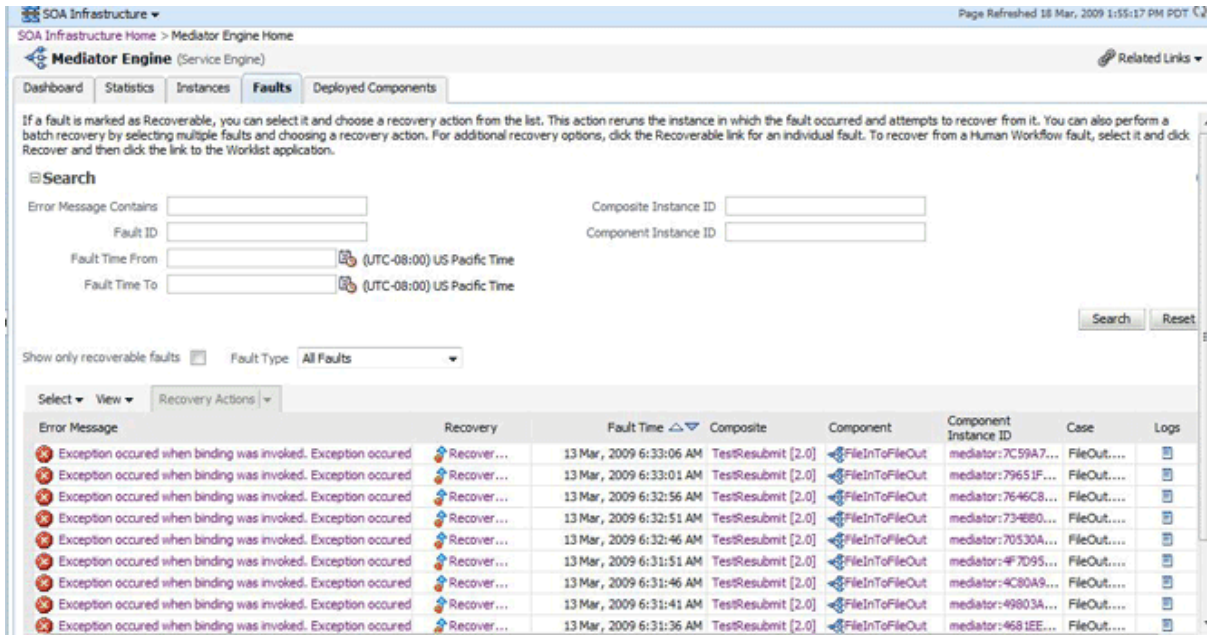 SOA Infrastructure
Page Refreshed 18 Mar, 2009 1:55:17 PM PDT
SOA Infrastructure Home > Mediator Engine Home
Mediator Engine (Service Engine)
Related Links
Dashboard Statistics Instances Faults Deployed Components
If a fault is marked as Recoverable, you can select it and choose a recovery action from the list. This action reruns the instance in which the fault occurred and attempts to recover from it. You can also perform a
batch recovery by selecting multiple faults and choosing a recovery action. For additional recovery options, click the Recoverable link for an individual fault. To recover from a Human Workflow fault, select it and click
Recover and then click the link to the Worklist application.
Search
Error Message Contains Composite Instance ID
Fault ID Component Instance ID
Fault Time From (UTC-08:00) US Pacific Time
Fault Time To (UTC-08:00) US Pacific Time
Search Reset
Show only recoverable faults Fault Type All Faults
Select View Recovery Actions
Error Message Recovery Fault Time Composite Component Component Instance ID Case Logs
Exception occured when binding was invoked. Exception occured Recover... 13 Mar, 2009 6:33:06 AM TestResubmit [2.0] FileInToFileOut mediator:7C59A7... FileOut....
Exception occured when binding was invoked. Exception occured Recover... 13 Mar, 2009 6:33:01 AM TestResubmit [2.0] FileInToFileOut mediator:79651F... FileOut....
Exception occured when binding was invoked. Exception occured Recover... 13 Mar, 2009 6:32:56 AM TestResubmit [2.0] FileInToFileOut mediator:7646C8... FileOut....
Exception occured when binding was invoked. Exception occured Recover... 13 Mar, 2009 6:32:51 AM TestResubmit [2.0] FileInToFileOut FileOut....
Exception occured when binding was invoked. Exception occured Recover... 13 Mar, 2009 6:32:46 AM TestResubmit [2.0] FileInToFileOut mediator:70530A... FileOut....
Exception occured when binding was invoked. Exception occured Recover... 13 Mar, 2009 6:31:51 AM TestResubmit [2.0] FileInToFileOut mediator:4F7D95... FileOut....
Exception occured when binding was invoked. Exception occured Recover... 13 Mar, 2009 6:31:46 AM TestResubmit [2.0] FileInToFileOut mediator:4C80A9... FileOut....
Exception occured when binding was invoked. Exception occured Recover... 13 Mar, 2009 6:31:41 AM TestResubmit [2.0] FileInToFileOut mediator:49803A... FileOut....
Exception occured when binding was invoked. Exception occured Recover... 13 Mar, 2009 6:31:36 AM TestResubmit [2.0] FileInToFileOut mediator:4681EE... FileOut....